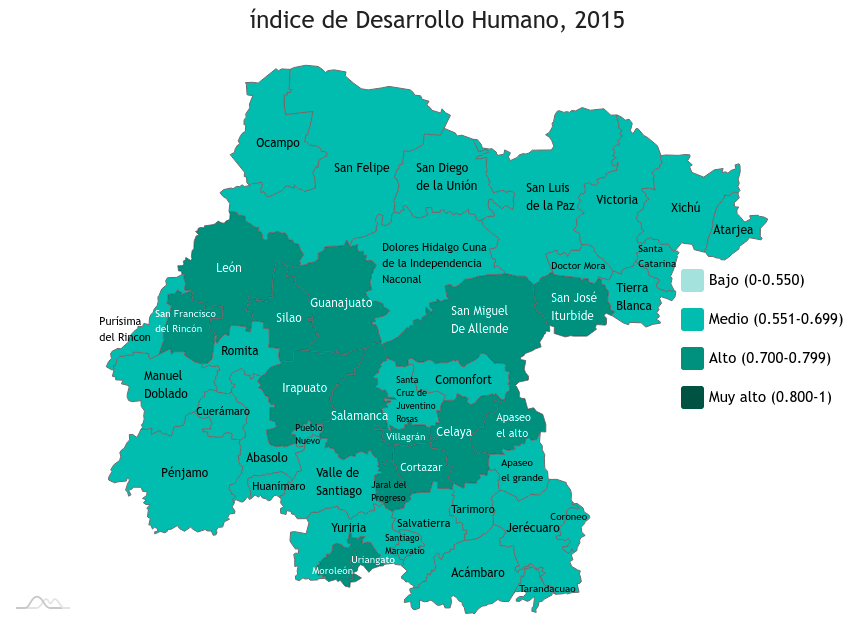 índice de Desarrollo Humano, 2015
Ocampo
San Felipe
San Diego
de la Unión
San Luis
de la Paz
Victoria
Xichú
Atarjea
Dolores Hidalgo Cuna
de la Independencia
Naconal
Santa
Catarina
Doctor Mora
Tierra
Blanca
León
Guanajuato
San Miguel
De Allende
San José
Iturbide
Purísima
del Rincon
San Francisco
del Rincón
Silao
Romita
Manuel
Doblado
Irapuato
Santa
Cruz de
Juventino
Rosas
Comonfort
Cuerámaro
Salamanca
Pueblo
Nuevo
Villagrán
Celaya
Apaseo
el alto
Pénjamo
Abasolo
Huanímaro
Valle de
Santiago
Jaral del
Progreso
Cortazar
Apaseo
el grande
Yuriria
Salvatierra
Tarimoro
Jerécuaro
Coroneo
Santiago
Maravatío
Uriangato
Moroleón
Acámbaro
Tarandacuao
Bajo (0-0.550)
Medio (0.551-0.699)
Alto (0.700-0.799)
Muy alto (0.800-1)